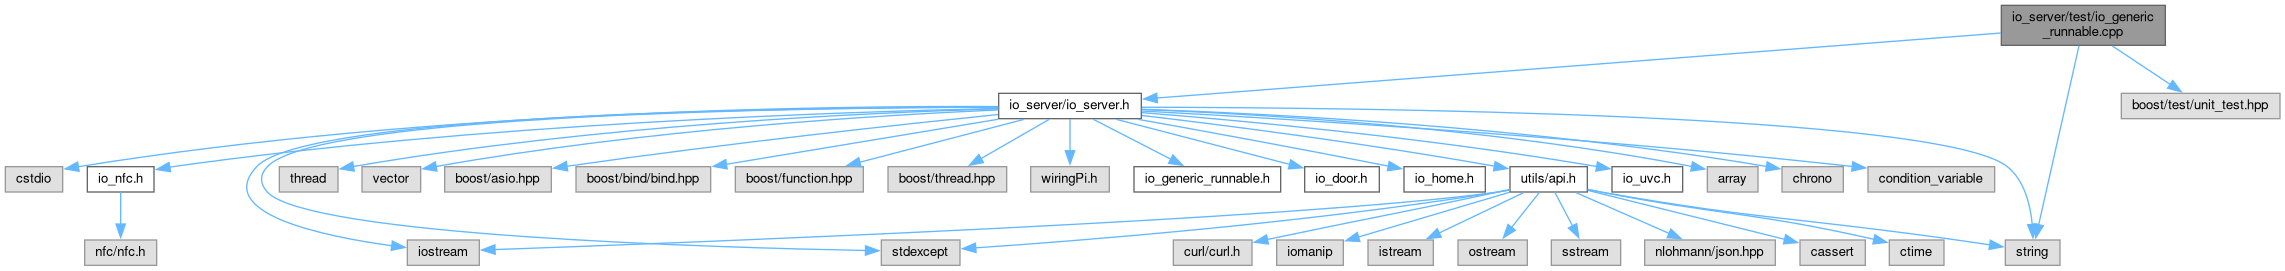 io_server/test/io_generic
_runnable.cpp
io_server/io_server.h
boost/test/unit_test.hpp
cstdio
io_nfc.h
thread
vector
boost/asio.hpp
boost/bind/bind.hpp
boost/function.hpp
boost/thread.hpp
wiringPi.h
io_generic_runnable.h
io_door.h
io_home.h
utils/api.h
io_uvc.h
array
chrono
condition_variable
nfc/nfc.h
iostream
stdexcept
curl/curl.h
iomanip
istream
ostream
sstream
nlohmann/json.hpp
cassert
ctime
string